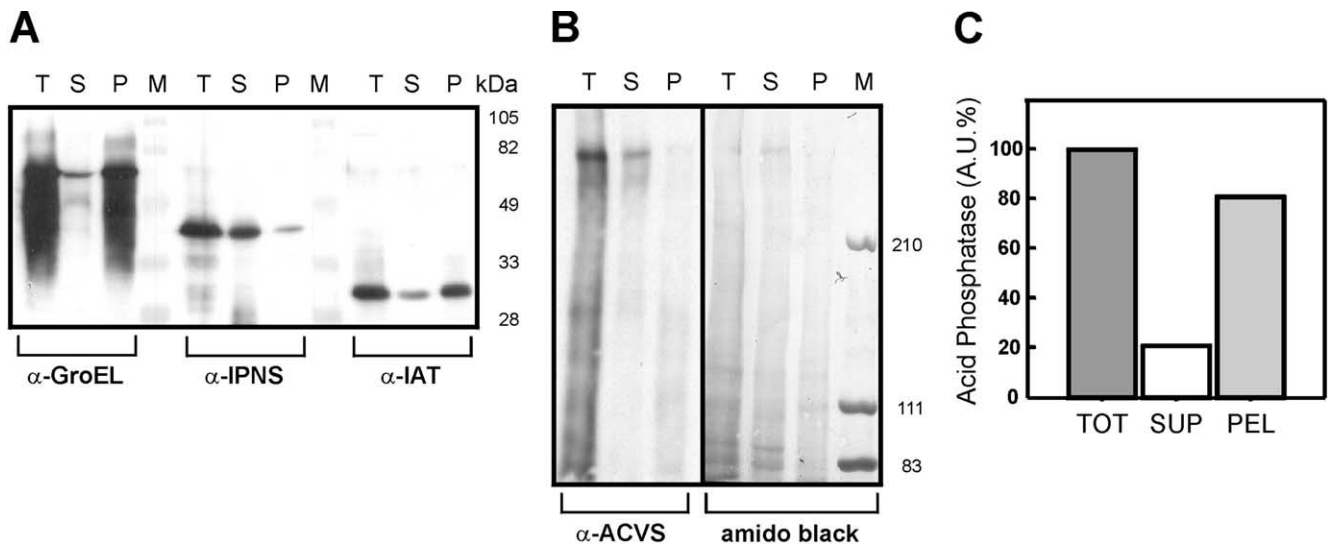 A
T S P M T S P M T S P kDa
105
82
49
33
28
α-GroEL α-IPNS α-IAT
B
T S P T S P M
210
111
83
α-ACVS amido black
C
Acid Phosphatase (A.U.%)
100
80
60
40
20
0
TOT SUP PEL